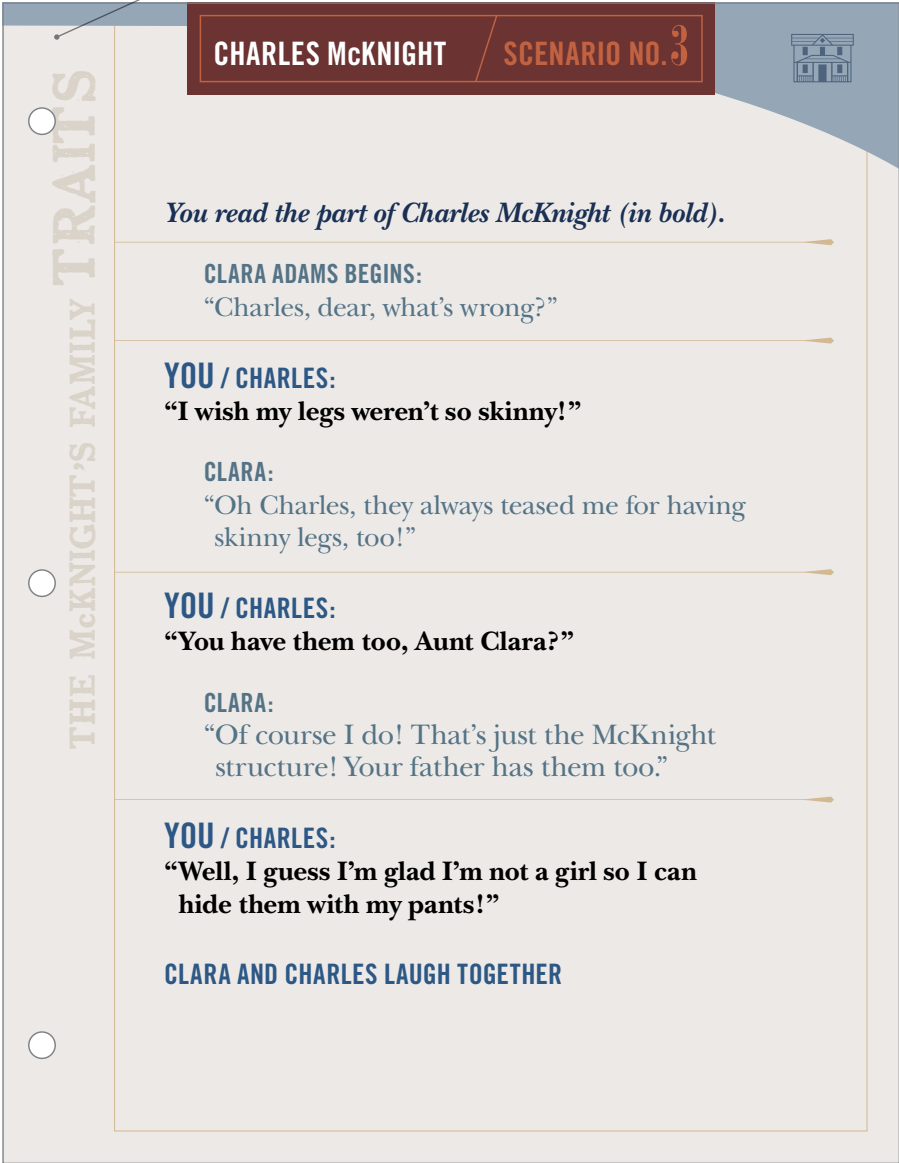 CHARLES McKNIGHT / SCENARIO NO.3
THE McKNIGHT'S FAMILY TRAITS
You read the part of Charles McKnight (in bold).
CLARA ADAMS BEGINS:
“Charles, dear, what’s wrong?”
YOU / CHARLES:
“I wish my legs weren’t so skinny!”
CLARA:
“Oh Charles, they always teased me for having
skinny legs, too!”
YOU / CHARLES:
“You have them too, Aunt Clara?”
CLARA:
“Of course I do! That’s just the McKnight
structure! Your father has them too.”
YOU / CHARLES:
“Well, I guess I’m glad I’m not a girl so I can
hide them with my pants!”
CLARA AND CHARLES LAUGH TOGETHER